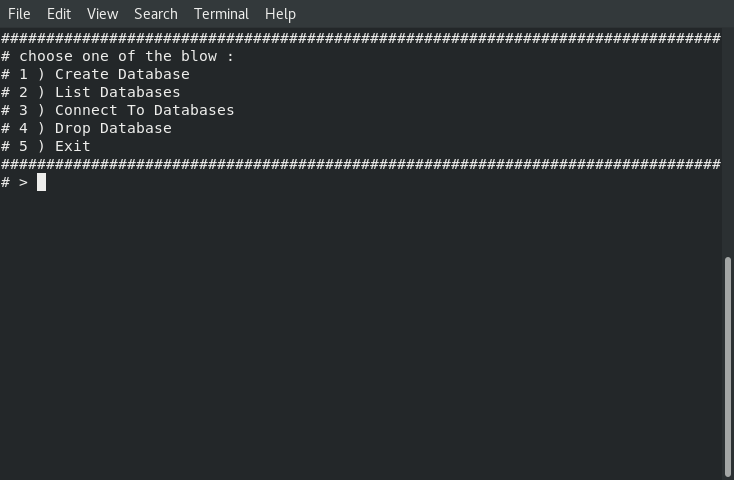 File Edit View Search Terminal Help
################################################################################
# choose one of the blow :
# 1 ) Create Database
# 2 ) List Databases
# 3 ) Connect To Databases
# 4 ) Drop Database
# 5 ) Exit
################################################################################
# >